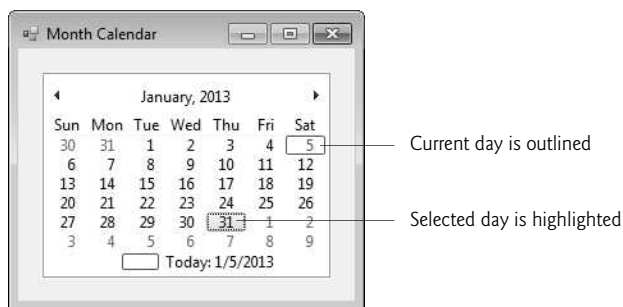 Month Calendar
January, 2013
Sun Mon Tue Wed Thu Fri Sat
30 31 1 2 3 4 5
Current day is outlined
6 7 8 9 10 11 12
13 14 15 16 17 18 19
20 21 22 23 24 25 26
27 28 29 30 31 1 2
Selected day is highlighted
3 4 5 6 7 8 9
Today: 1/5/2013